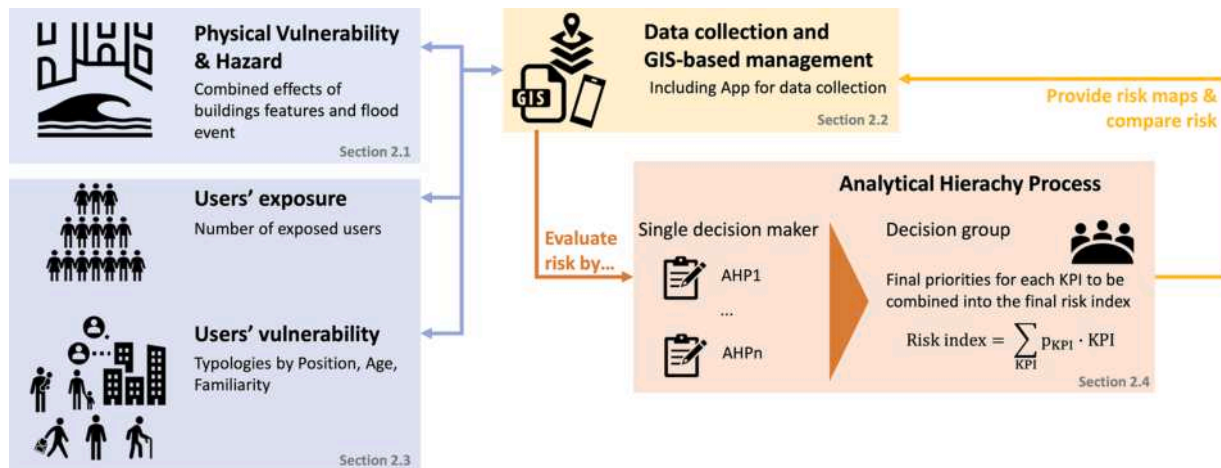 Physical Vulnerability
& Hazard
Combined effects of
buildings features and flood
event
Section 2.1
Users' exposure
Number of exposed users
Users' vulnerability
Typologies by Position, Age,
Familiarity
Section 2.3
GIS
Data collection and
GIS-based management
Including App for data collection
Section 2.2
Provide risk maps &
compare risk
Evaluate
risk by...
Analytical Hierachy Process
Single decision maker
AHP1
...
AHPn
Decision group
Final priorities for each KPI to be
combined into the final risk index
Risk index = ∑ p_KPI · KPI
KPI
Section 2.4